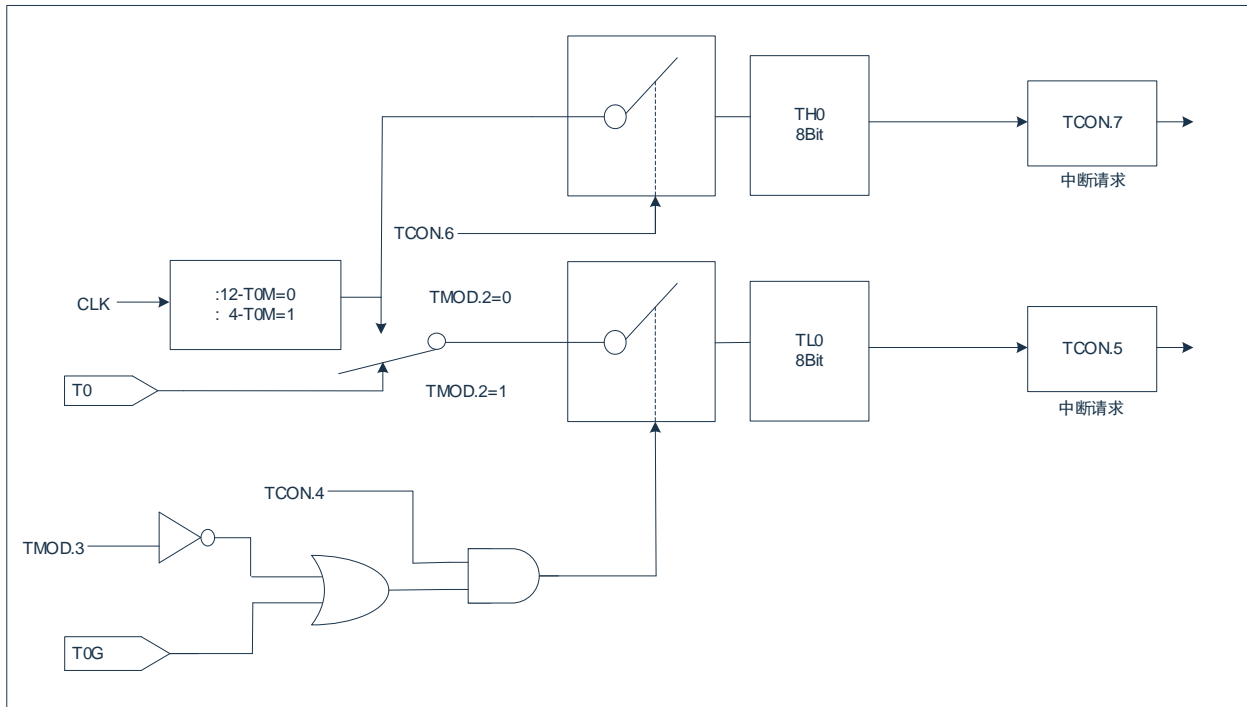 TH0
8Bit
TCON.7
中断请求
TCON.6
CLK
:12-T0M=0
: 4-T0M=1
TMOD.2=0
TL0
8Bit
TCON.5
中断请求
T0
TMOD.2=1
TCON.4
TMOD.3
T0G